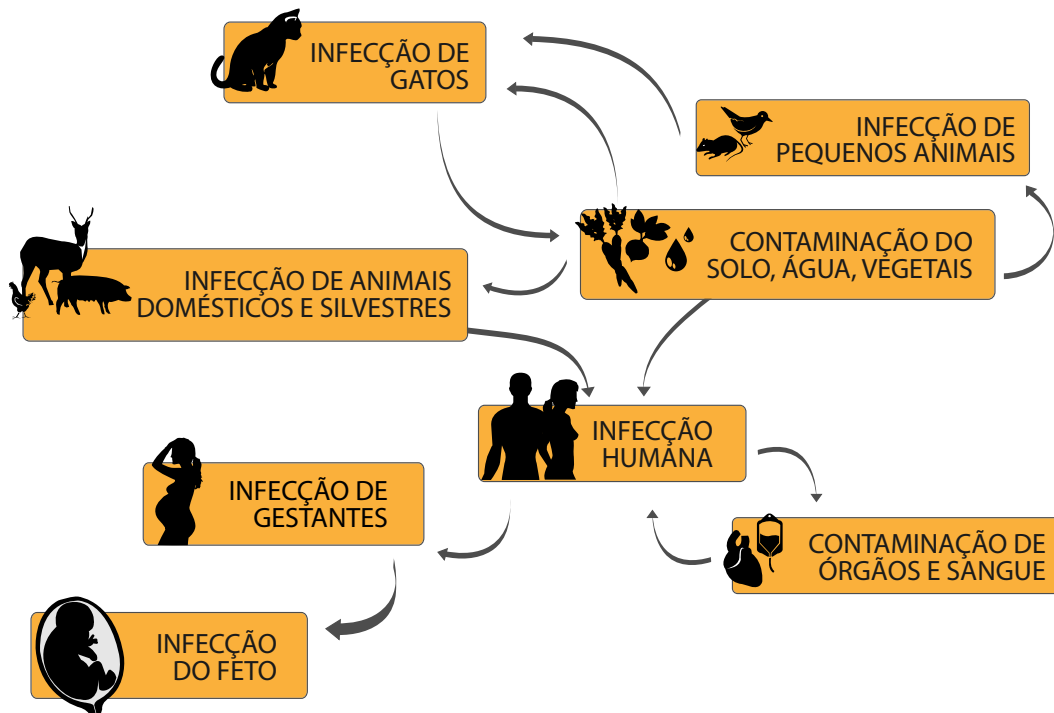 INFECÇÃO DE
GATOS
INFECÇÃO DE
PEQUENOS ANIMAIS
CONTAMINAÇÃO DO
SOLO, ÁGUA, VEGETAIS
INFECÇÃO DE ANIMAIS
DOMÉSTICOS E SILVESTRES
INFECÇÃO
HUMANA
INFECÇÃO DE
GESTANTES
CONTAMINAÇÃO DE
ÓRGÃOS E SANGUE
INFECÇÃO
DO FETO